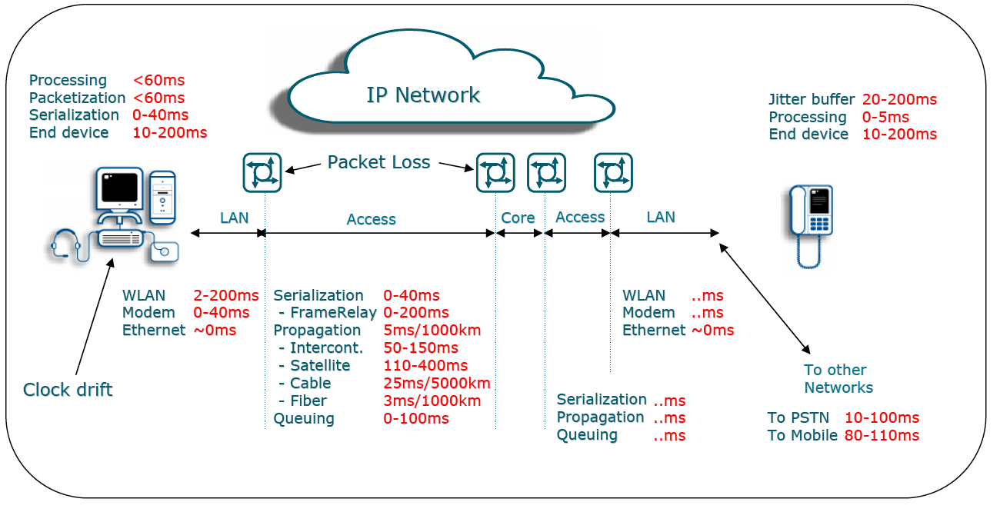 IP Network
Processing <60ms
Packetization <60ms
Serialization 0-40ms
End device 10-200ms
Jitter buffer 20-200ms
Processing 0-5ms
End device 10-200ms
Packet Loss
LAN
Access
Core
Access
LAN
WLAN 2-200ms
Modem 0-40ms
Ethernet ~0ms
Serialization 0-40ms
- FrameRelay 0-200ms
Propagation 5ms/1000km
- Intercont. 50-150ms
- Satellite 110-400ms
- Cable 25ms/5000km
- Fiber 3ms/1000km
Queuing 0-100ms
WLAN ..ms
Modem ..ms
Ethernet ~0ms
Clock drift
Serialization ..ms
Propagation ..ms
Queuing ..ms
To other
Networks
To PSTN 10-100ms
To Mobile 80-110ms